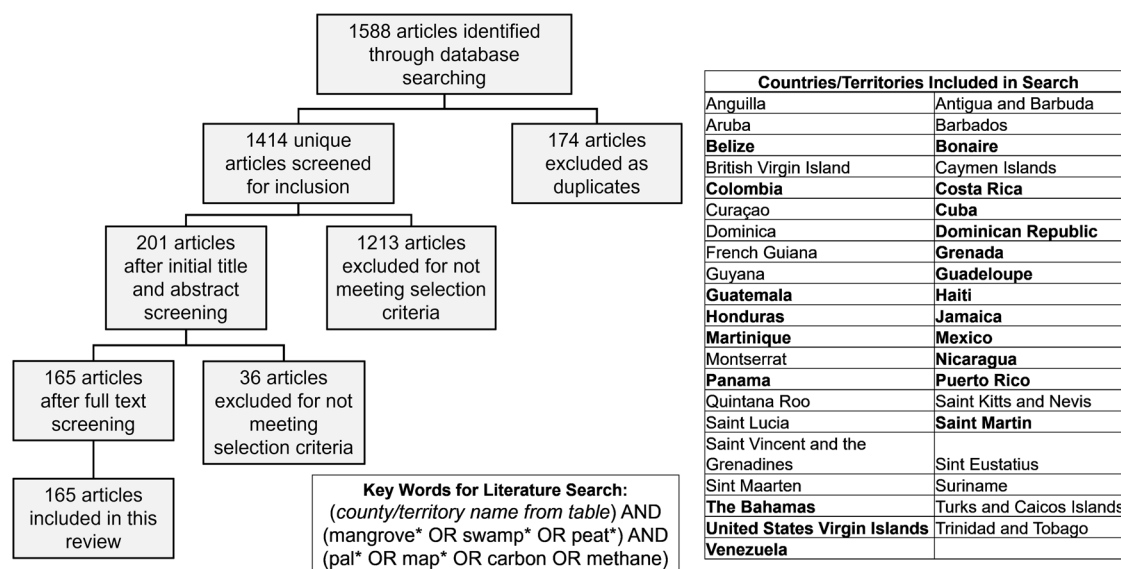 1588 articles identified
through database
searching
1414 unique
articles screened
for inclusion
174 articles
excluded as
duplicates
201 articles
after initial title
and abstract
screening
1213 articles
excluded for not
meeting selection
criteria
165 articles
after full text
screening
36 articles
excluded for not
meeting
selection criteria
165 articles
included in this
review
Key Words for Literature Search:
(county/territory name from table) AND
(mangrove* OR swamp* OR peat*) AND
(pal* OR map* OR carbon OR methane)
Countries/Territories Included in Search
Anguilla Antigua and Barbuda
Aruba Barbados
Belize Bonaire
British Virgin Island Caymen Islands
Colombia Costa Rica
Curaçao Cuba
Dominica Dominican Republic
French Guiana Grenada
Guyana Guadeloupe
Guatemala Haiti
Honduras Jamaica
Martinique Mexico
Montserrat Nicaragua
Panama Puerto Rico
Quintana Roo Saint Kitts and Nevis
Saint Lucia Saint Martin
Saint Vincent and the
Grenadines Sint Eustatius
Sint Maarten Suriname
The Bahamas Turks and Caicos Islands
United States Virgin Islands Trinidad and Tobago
Venezuela